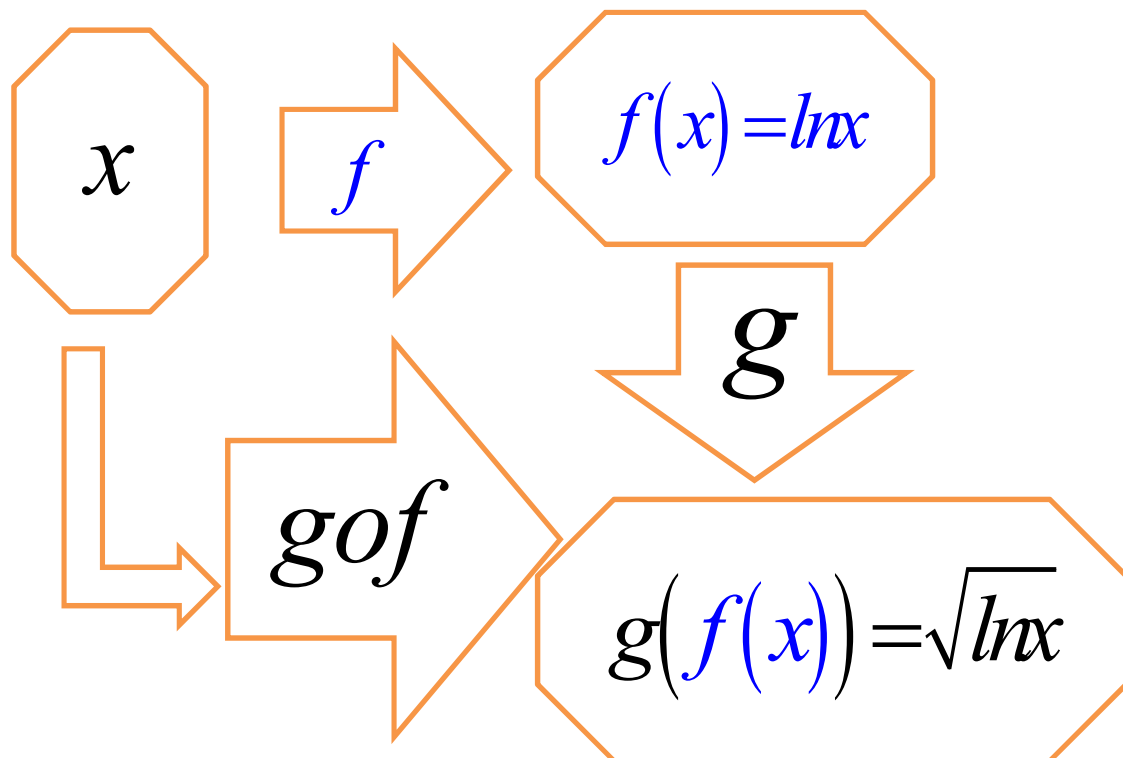 x
f
f(x)=lnx
g
gof
g(f(x))=√lnx